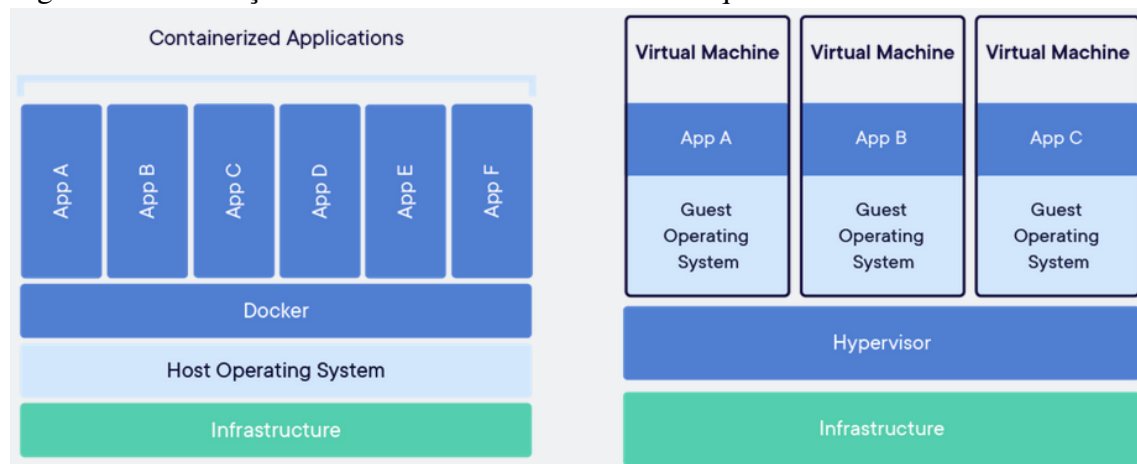 Containerized Applications
App A
App B
App C
App D
App E
App F
Docker
Host Operating System
Infrastructure
Virtual Machine
App A
Guest
Operating
System
Virtual Machine
App B
Guest
Operating
System
Virtual Machine
App C
Guest
Operating
System
Hypervisor
Infrastructure